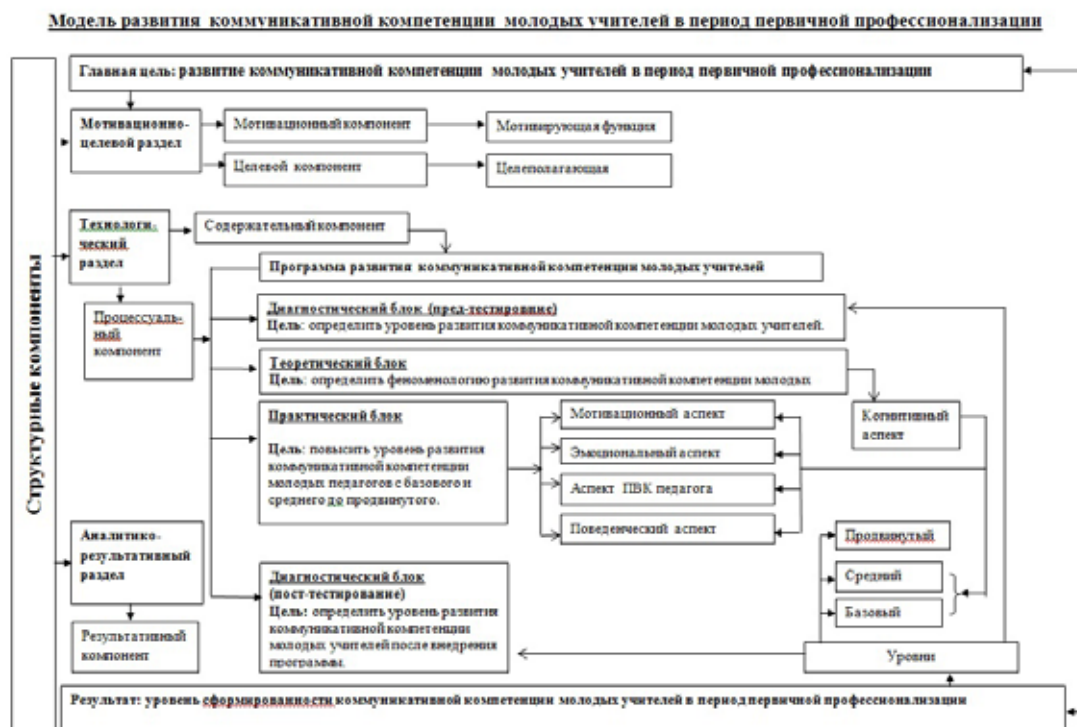 Модель развития коммуникативной компетенции молодых учителей в период первичной профессионализации
Структурные компоненты
Главная цель: развитие коммуникативной компетенции молодых учителей в период первичной профессионализации
Мотивационно-
целевой раздел
Мотивационный компонент
Мотивирующая функция
Целевой компонент
Целеполагающая
Технологи-
ческий
раздел
Содержательный компонент
Программа развития коммуникативной компетенции молодых учителей
Процессуаль-
ный
компонент
Диагностический блок (пред-тестирование)
Цель: определить уровень развития коммуникативной компетенции молодых учителей.
Теоретический блок
Цель: определить феноменологию развития коммуникативной компетенции молодых
Практический блок
Цель: повысить уровень развития
коммуникативной компетенции
молодых педагогов с базового и
среднего до продвинутого.
Мотивационный аспект
Эмоциональный аспект
Аспект ПВК педагога
Поведенческий аспект
Когнитивный
аспект
Аналитико-
результативный
раздел
Результативный
компонент
Диагностический блок
(пост-тестирование)
Цель: определить уровень развития
коммуникативной компетенции
молодых учителей после внедрения
программы.
Продвинутый
Средний
Базовый
Уровни
Результат: уровень сформированности коммуникативной компетенции молодых учителей в период первичной профессионализации